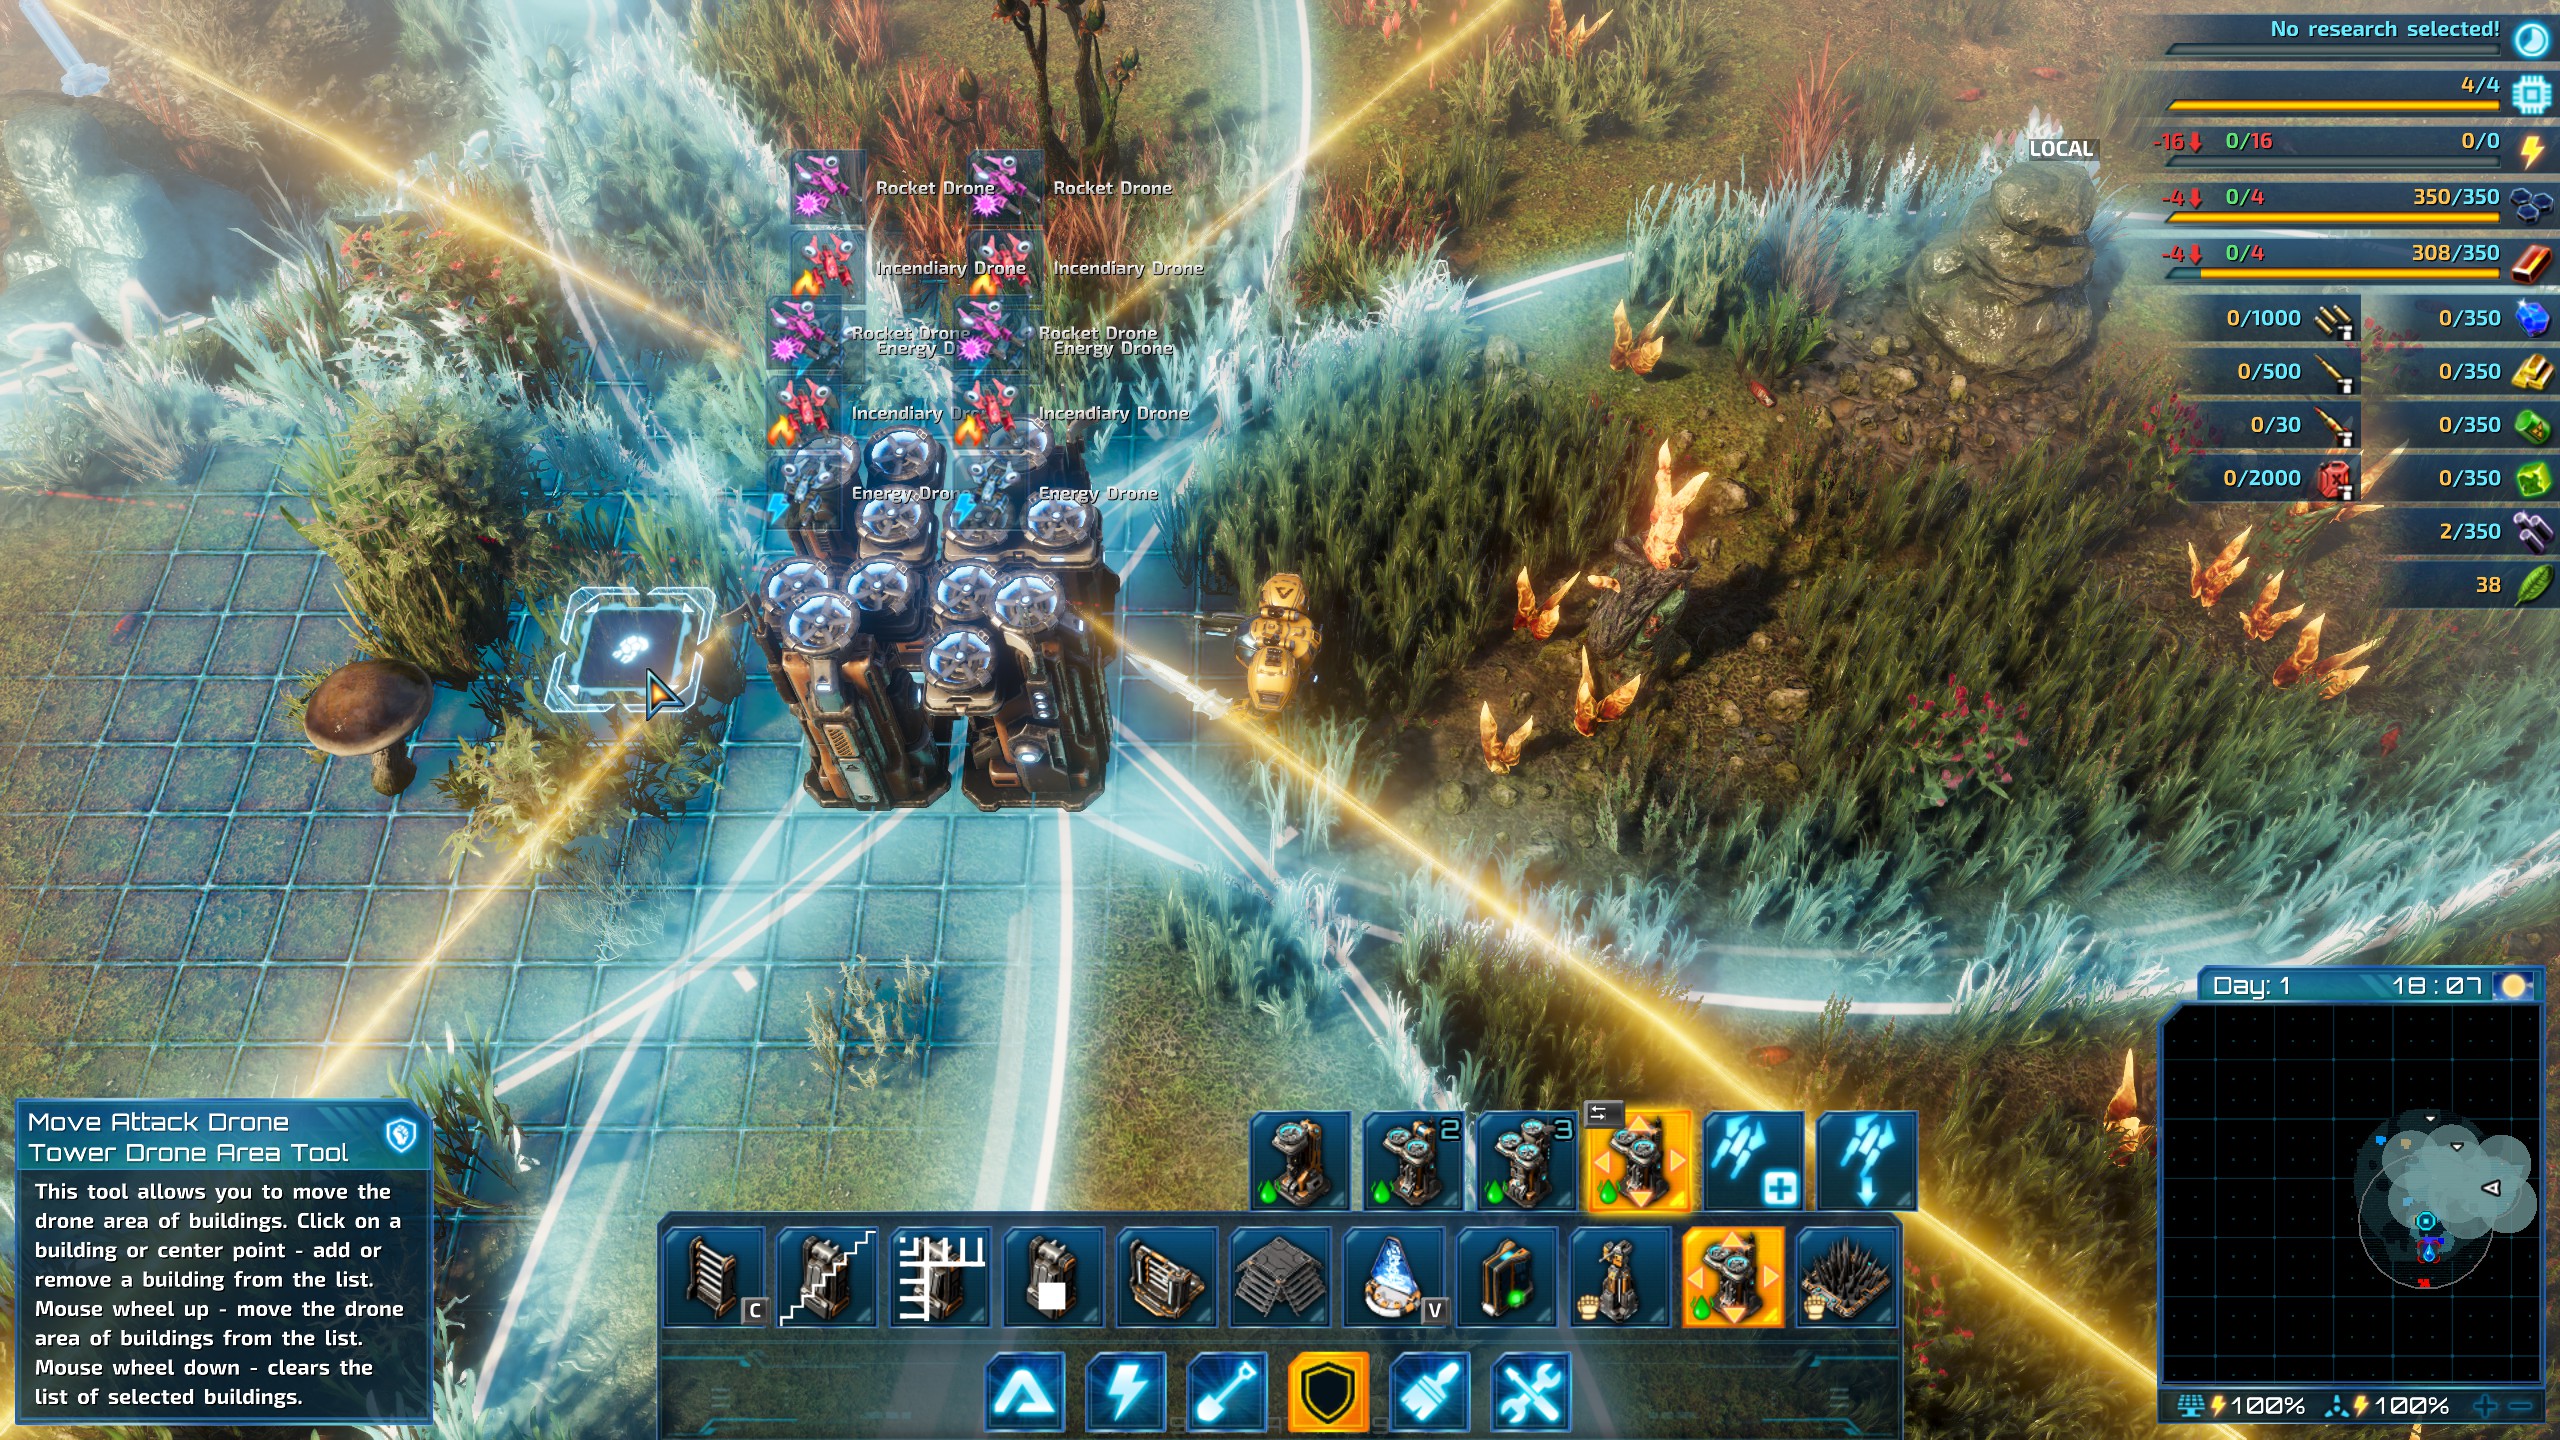 No research selected!
4/4
-16 0/16 0/0
LOCAL
-4 0/4 350/350
-4 0/4 308/350
0/1000 0/350
0/500 0/350
0/30 0/350
0/2000 0/350
2/350
38
Rocket Drone Rocket Drone
Incendiary Drone Incendiary Drone
Rocket Drone Rocket Drone
Energy D Energy Drone
Incendiary Dr Incendiary Drone
Energy Dron Energy Drone
Day: 1 18:07
Move Attack Drone
Tower Drone Area Tool
This tool allows you to move the
drone area of buildings. Click on a
building or center point - add or
remove a building from the list.
Mouse wheel up - move the drone
area of buildings from the list.
Mouse wheel down - clears the
list of selected buildings.
2 3
C V
100% 100%